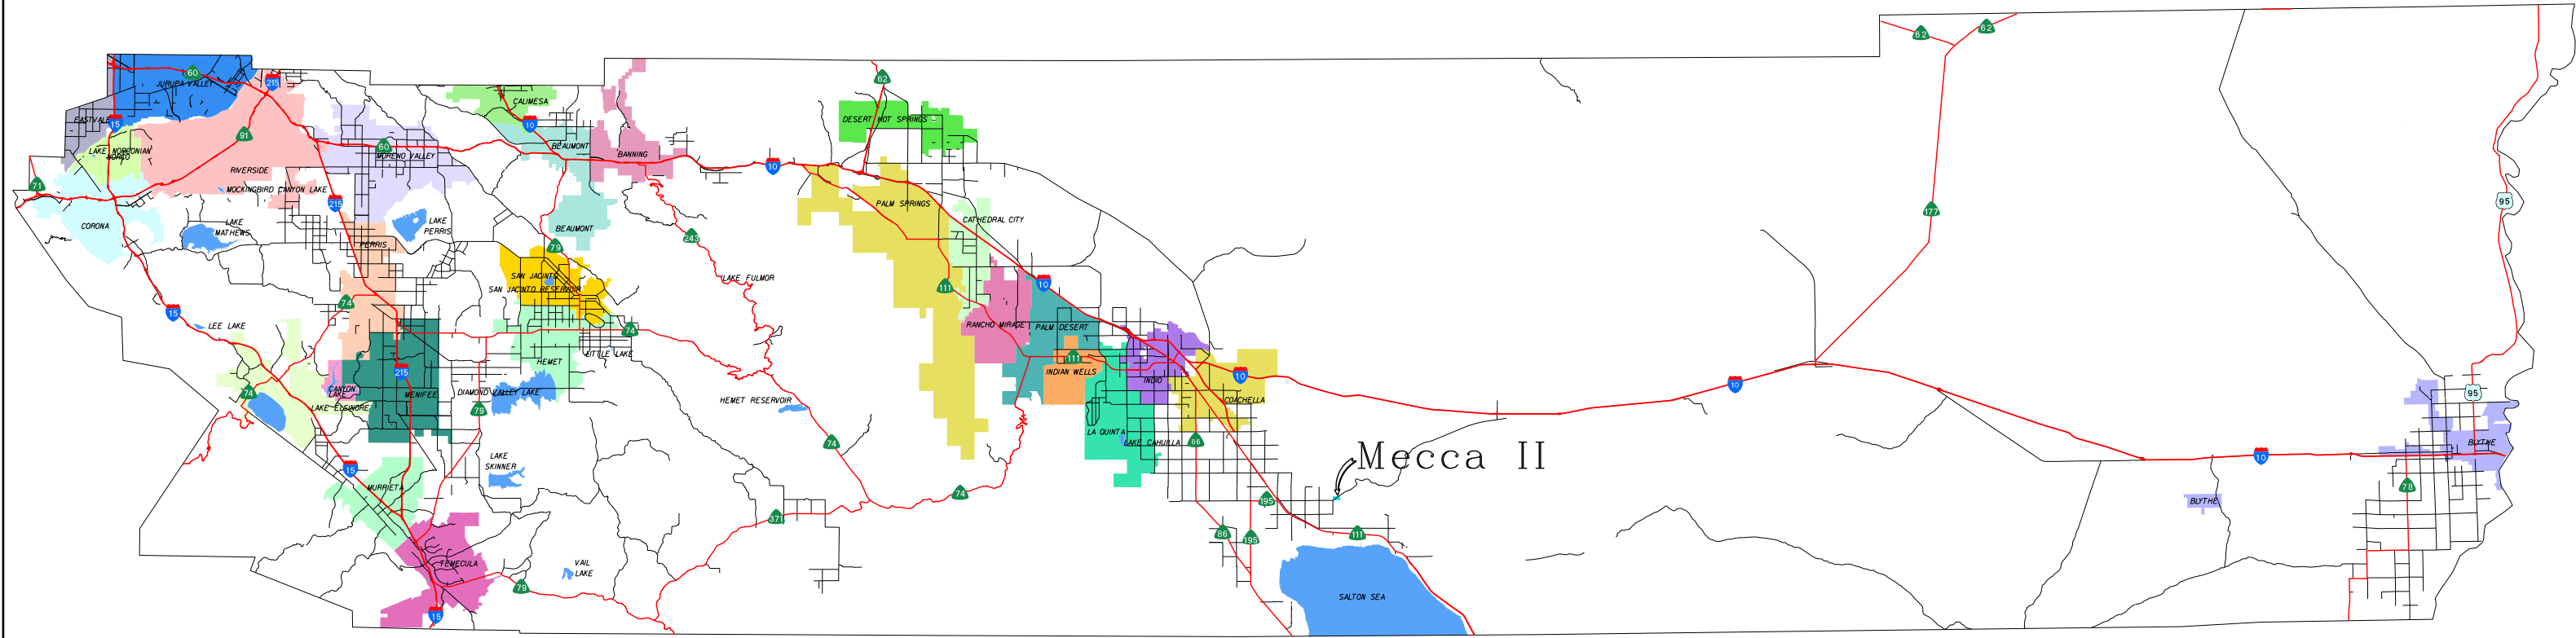 62
62
60
JURUPA VALLEY
215
62
CALIMESA
EASTVALE
15
10
DESERT HOT SPRINGS
91
LAKE NORCONIAN
NORCO
60
MORENO VALLEY
BEAUMONT
BANNING
10
RIVERSIDE
71
MOCKINGBIRD CANYON LAKE
215
PALM SPRINGS
95
177
CORONA
LAKE
MATHEWS
LAKE
PERRIS
BEAUMONT
CATHEDRAL CITY
243
PERRIS
79
SAN JACINTO
LAKE FULMOR
SAN JACINTO RESERVOIR
111
10
74
15
LEE LAKE
RANCHO MIRAGE
PALM DESERT
74
LITTLE LAKE
HEMET
111
215
INDIAN WELLS
INDIO
10
10
CANYON
LAKE
MENIFEE
74
DIAMOND VALLEY LAKE
95
LAKE ELSINORE
79
HEMET RESERVOIR
COACHELLA
LA QUINTA
LAKE CAHUILLA
86
74
BLYTHE
Mecca II
10
LAKE
SKINNER
15
MURRIETA
74
195
78
BLYTHE
371
86
195
111
TEMECULA
VAIL
LAKE
79
SALTON SEA
15